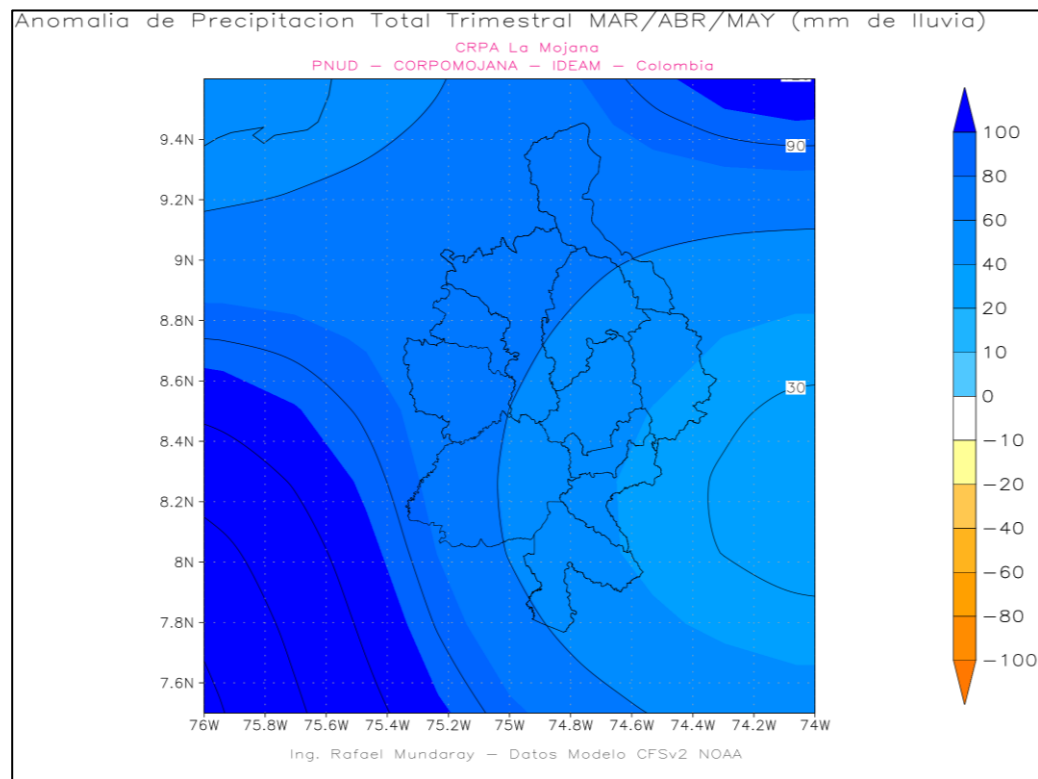 Anomalia de Precipitacion Total Trimestral MAR/ABR/MAY (mm de lluvia)
CRPA La Mojana
PNUD – CORPOMOJANA – IDEAM – Colombia
9.4N
9.2N
9N
8.8N
8.6N
8.4N
8.2N
8N
7.8N
7.6N
90
30
100
80
60
40
20
10
0
−10
−20
−40
−60
−80
−100
76W 75.8W 75.6W 75.4W 75.2W 75W 74.8W 74.6W 74.4W 74.2W 74W
Ing. Rafael Mundaray – Datos Modelo CFSv2 NOAA